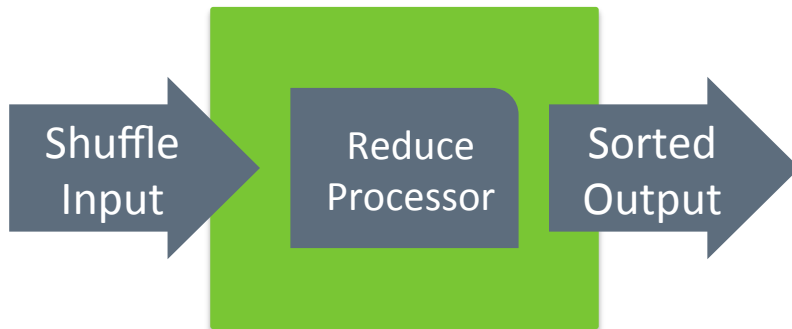 Shuffle
Input
Reduce
Processor
Sorted
Output